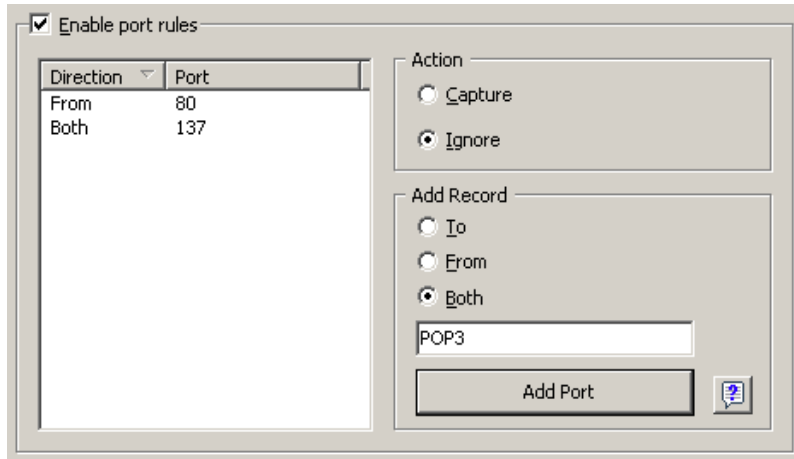 Enable port rules
Direction Port
From 80
Both 137
Action
Capture
Ignore
Add Record
To
From
Both
POP3
Add Port
?